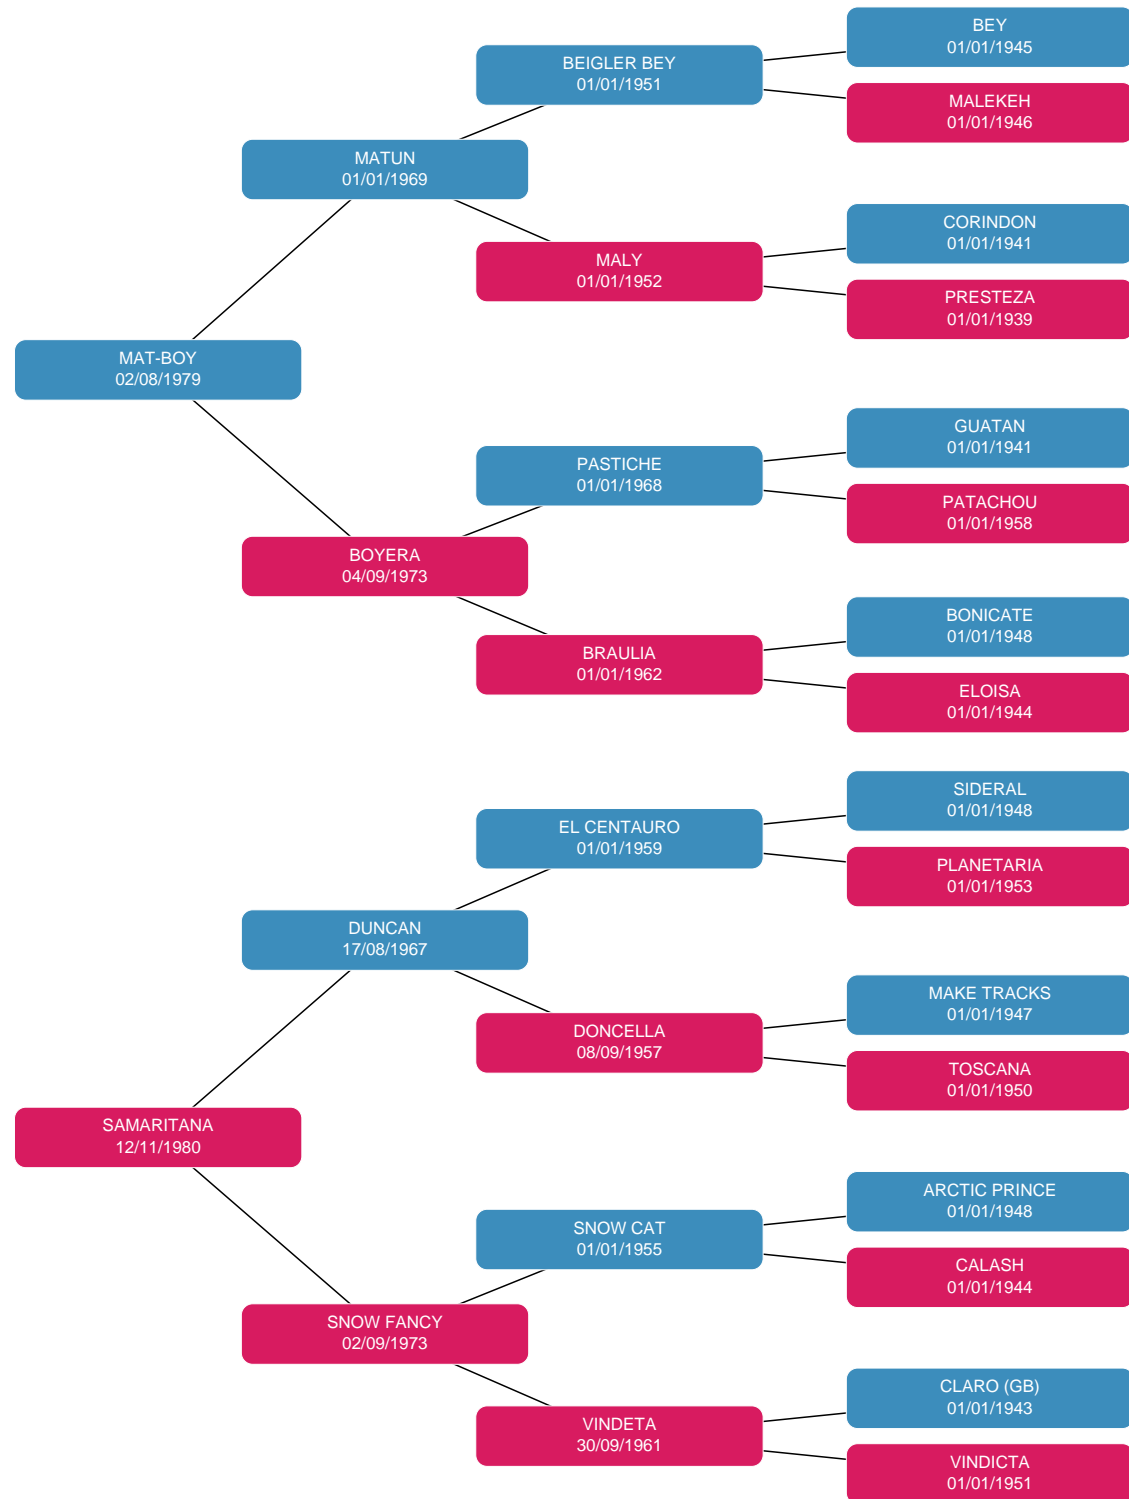 BEY
01/01/1945
BEIGLER BEY
01/01/1951
MALEKEH
01/01/1946
MATUN
01/01/1969
CORINDON
01/01/1941
MALY
01/01/1952
PRESTEZA
01/01/1939
MAT-BOY
02/08/1979
GUATAN
01/01/1941
PASTICHE
01/01/1968
PATACHOU
01/01/1958
BOYERA
04/09/1973
BONICATE
01/01/1948
BRAULIA
01/01/1962
ELOISA
01/01/1944
SIDERAL
01/01/1948
EL CENTAURO
01/01/1959
PLANETARIA
01/01/1953
DUNCAN
17/08/1967
MAKE TRACKS
01/01/1947
DONCELLA
08/09/1957
TOSCANA
01/01/1950
SAMARITANA
12/11/1980
ARCTIC PRINCE
01/01/1948
SNOW CAT
01/01/1955
CALASH
01/01/1944
SNOW FANCY
02/09/1973
CLARO (GB)
01/01/1943
VINDETA
30/09/1961
VINDICTA
01/01/1951